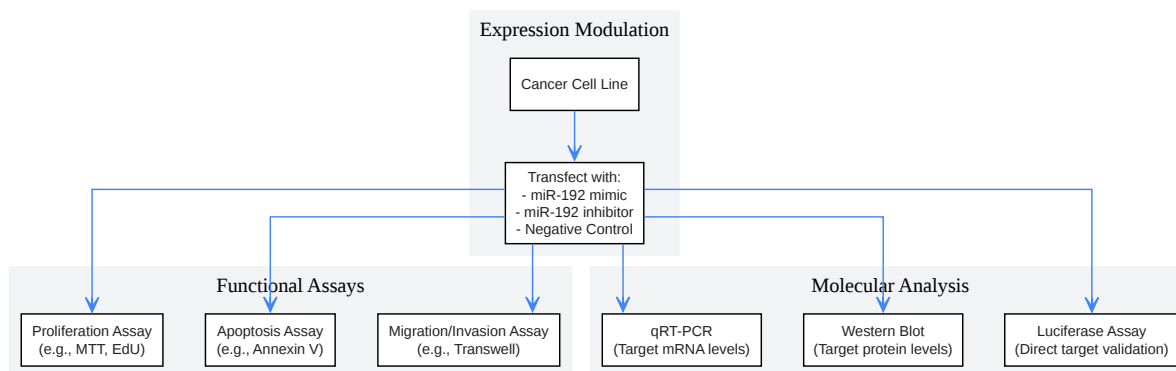 Expression Modulation
Cancer Cell Line
Transfect with:
- miR-192 mimic
- miR-192 inhibitor
- Negative Control
Functional Assays
Proliferation Assay
(e.g., MTT, EdU)
Apoptosis Assay
(e.g., Annexin V)
Migration/Invasion Assay
(e.g., Transwell)
Molecular Analysis
qRT-PCR
(Target mRNA levels)
Western Blot
(Target protein levels)
Luciferase Assay
(Direct target validation)